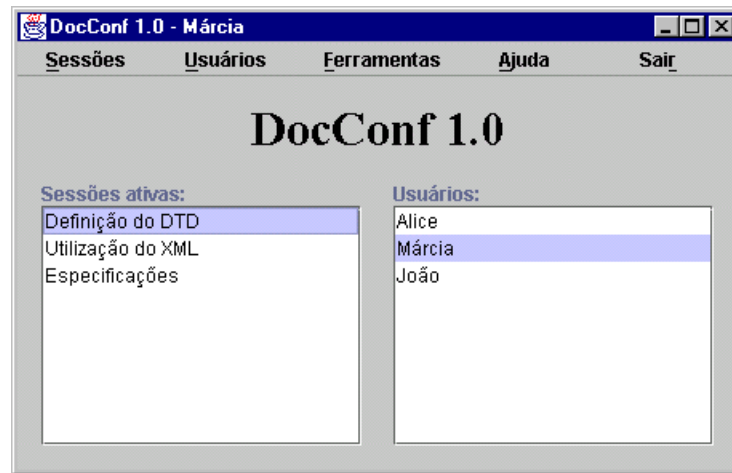 DocConf 1.0 - Márcia
Sessões Usuários Ferramentas Ajuda Sair
DocConf 1.0
Sessões ativas: Usuários:
Definição do DTD Alice
Utilização do XML Márcia
Especificações João